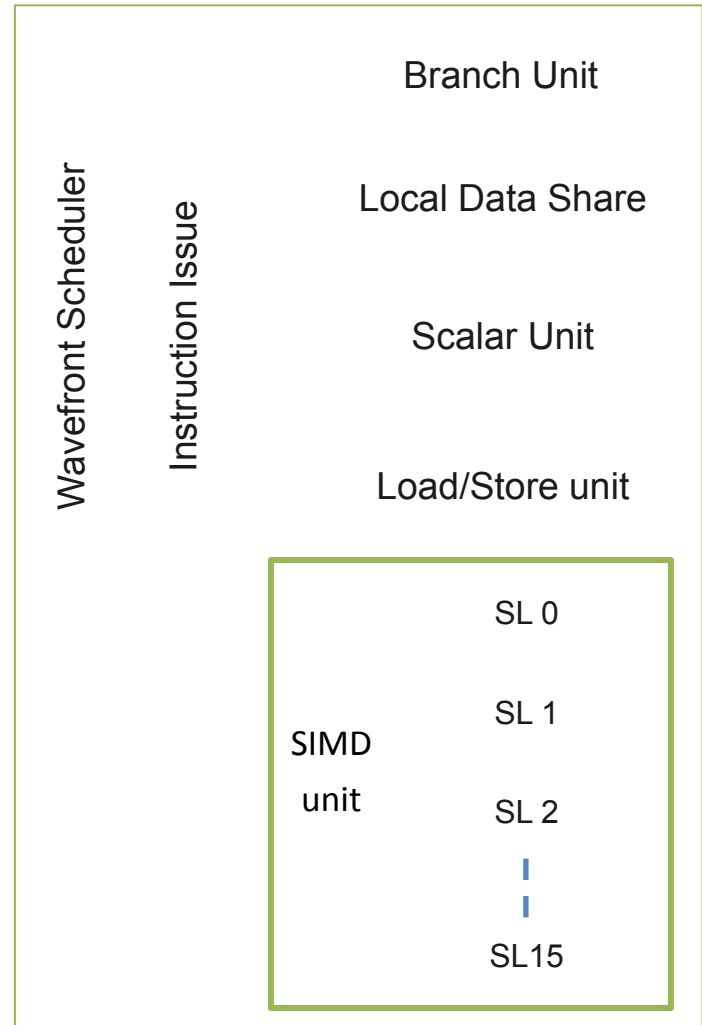 Wavefront Scheduler
Instruction Issue
Branch Unit
Local Data Share
Scalar Unit
Load/Store unit
SIMD
unit
SL 0
SL 1
SL 2
SL15